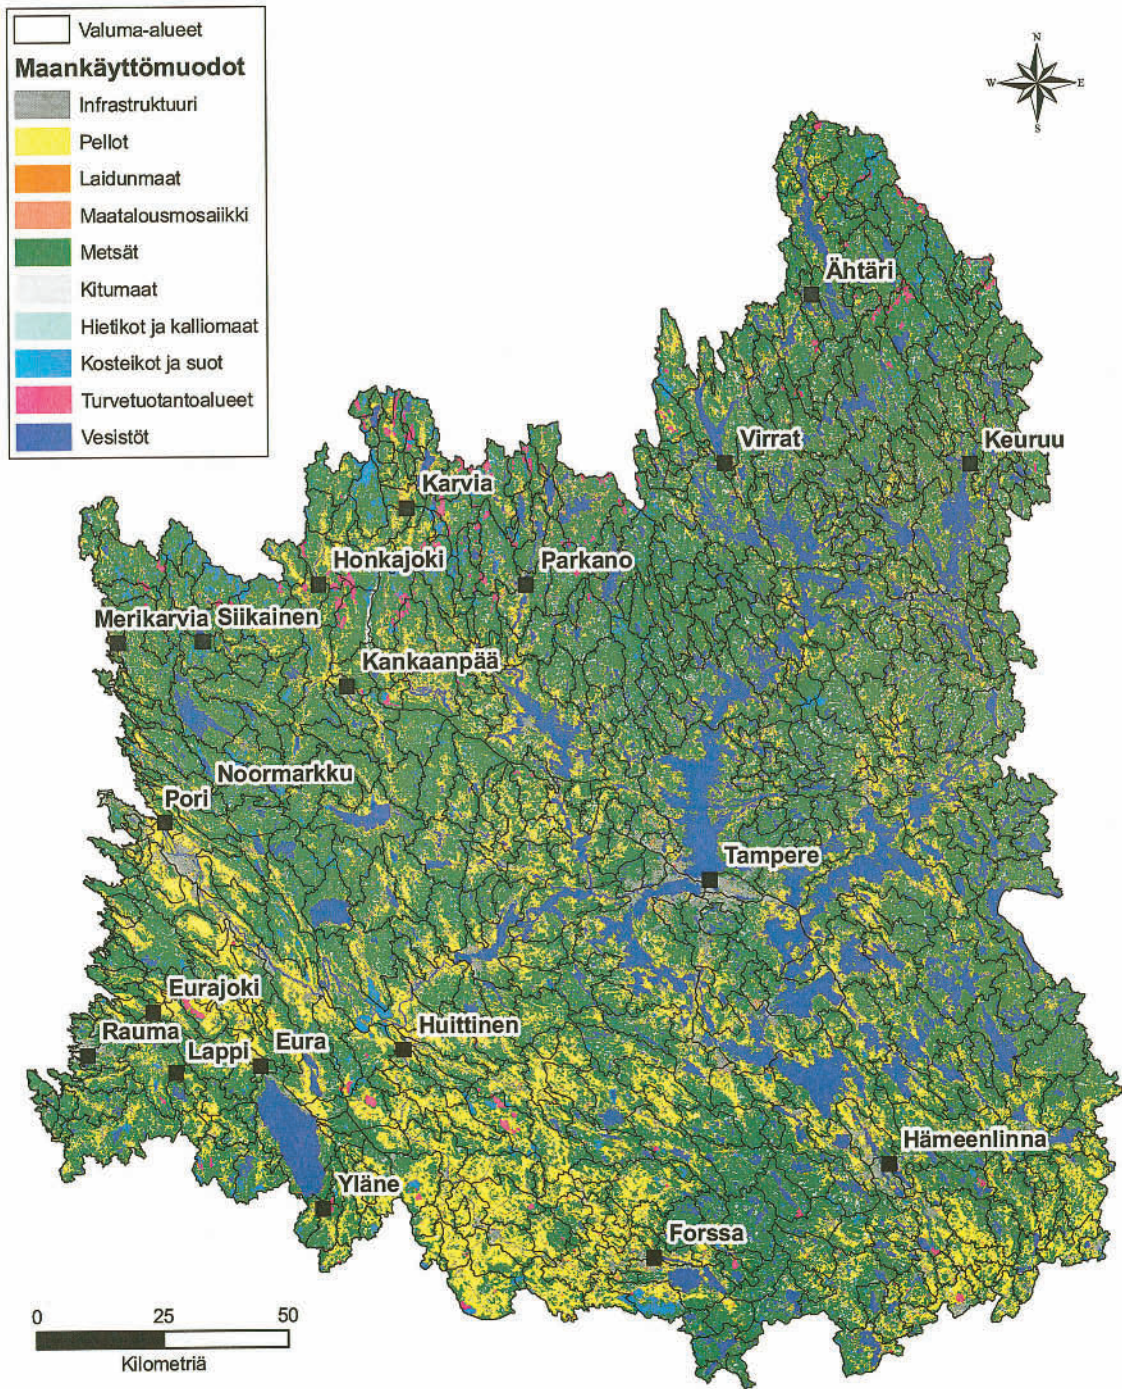 Valuma-alueet
Maankäyttömuodot
Infrastruktuuri
Pellot
Laidunmaat
Maatalousmosaiikki
Metsät
Kitumaat
Hietikot ja kalliomaat
Kosteikot ja suot
Turvetuotantoalueet
Vesistöt
N
W E
S
Ähtäri
Virrat
Keuruu
Karvia
Honkajoki
Parkano
Merikarvia Siikainen
Kankaanpää
Noormarkku
Pori
Tampere
Eurajoki
Rauma
Lappi
Eura
Huittinen
Hämeenlinna
Yläne
Forssa
0 25 50
Kilometriä